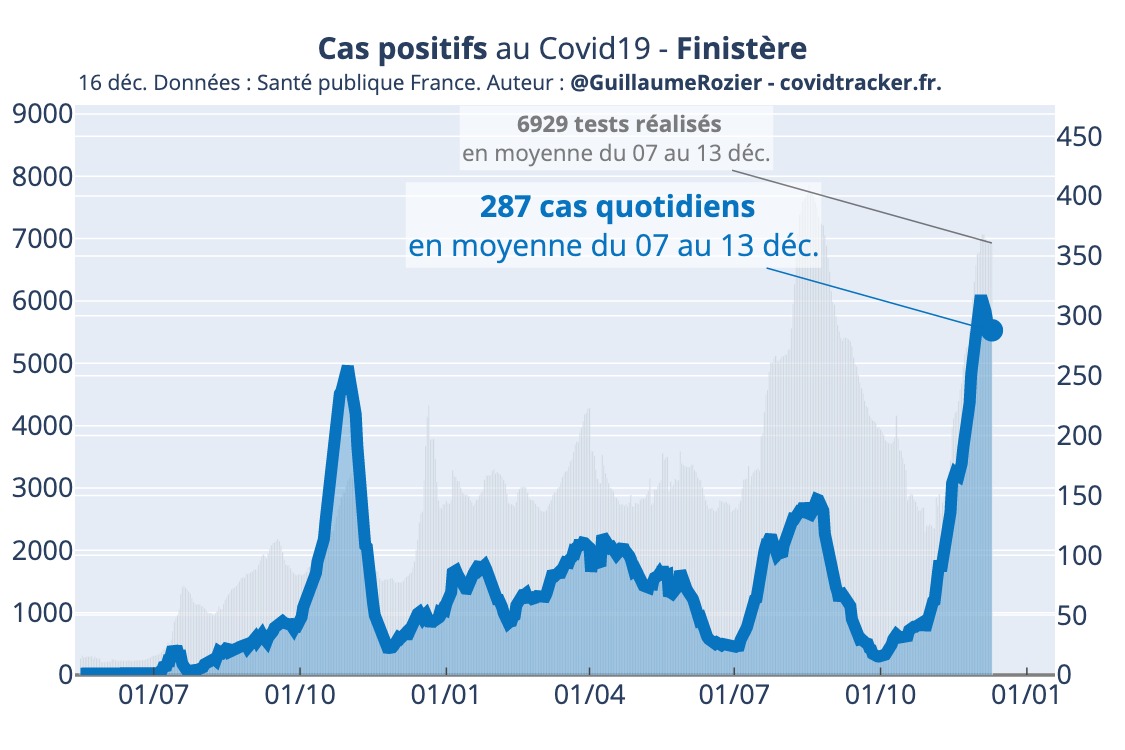 Cas positifs au Covid19 - Finistère
16 déc. Données : Santé publique France. Auteur : @GuillaumeRozier - covidtracker.fr.
6929 tests réalisés
en moyenne du 07 au 13 déc.
287 cas quotidiens
en moyenne du 07 au 13 déc.
9000
8000
7000
6000
5000
4000
3000
2000
1000
0
450
400
350
300
250
200
150
100
50
0
01/07 01/10 01/01 01/04 01/07 01/10 01/01